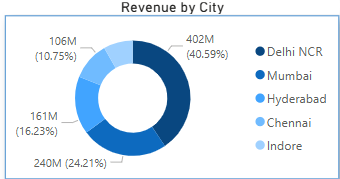 Revenue by City
106M
(10.75%)
402M
(40.59%)
161M
(16.23%)
240M (24.21%)
Delhi NCR
Mumbai
Hyderabad
Chennai
Indore